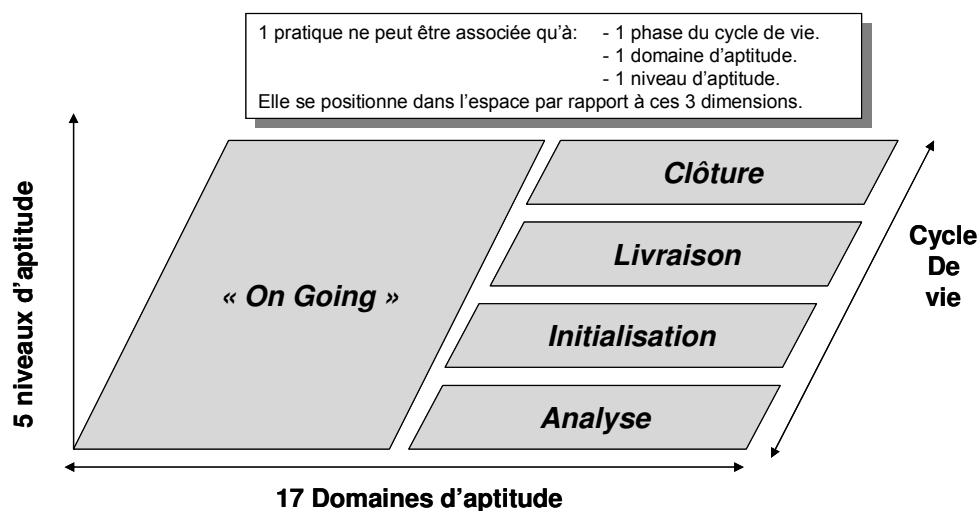 1 pratique ne peut être associée qu'à: - 1 phase du cycle de vie.
- 1 domaine d'aptitude.
- 1 niveau d'aptitude.
Elle se positionne dans l'espace par rapport à ces 3 dimensions.
5 niveaux d'aptitude
« On Going »
Clôture
Livraison
Initialisation
Analyse
Cycle
De
vie
17 Domaines d'aptitude